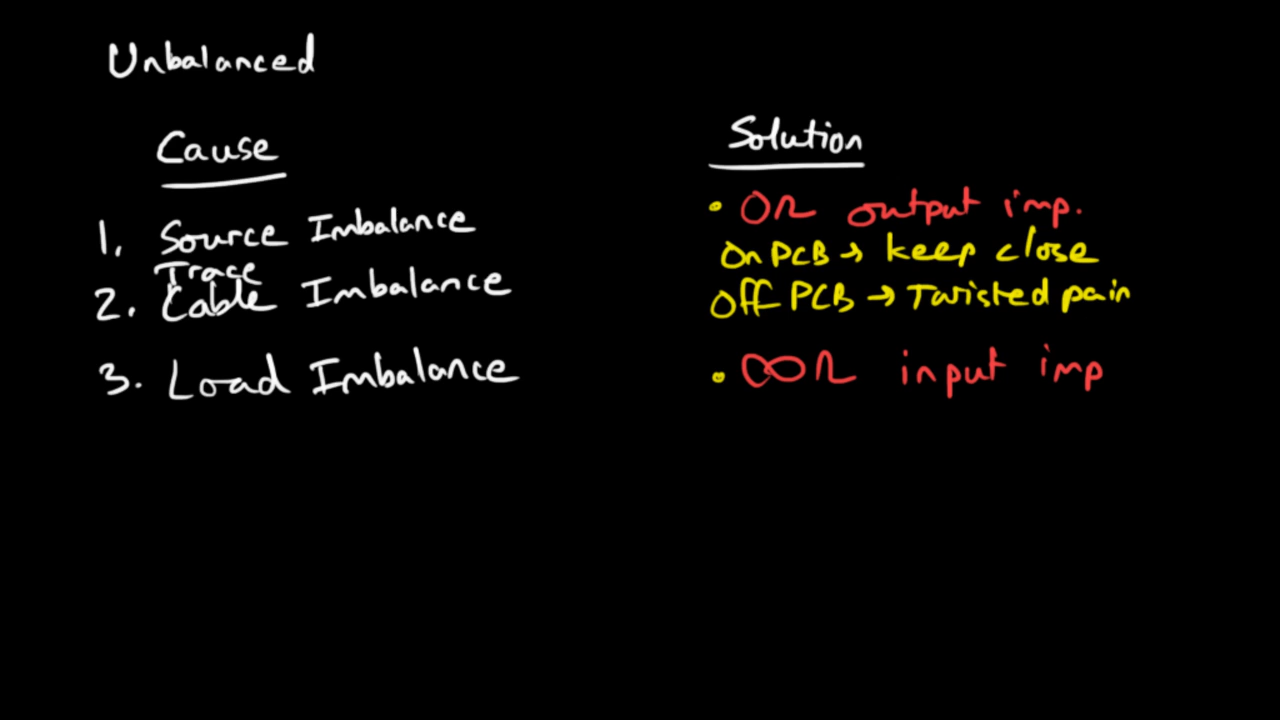 Unbalanced
Cause
Solution
1. Source Imbalance
• 0Ω output imp.
Trace
On PCB → keep close
2. Cable Imbalance
Off PCB → Twisted pair
3. Load Imbalance
• ∞Ω input imp